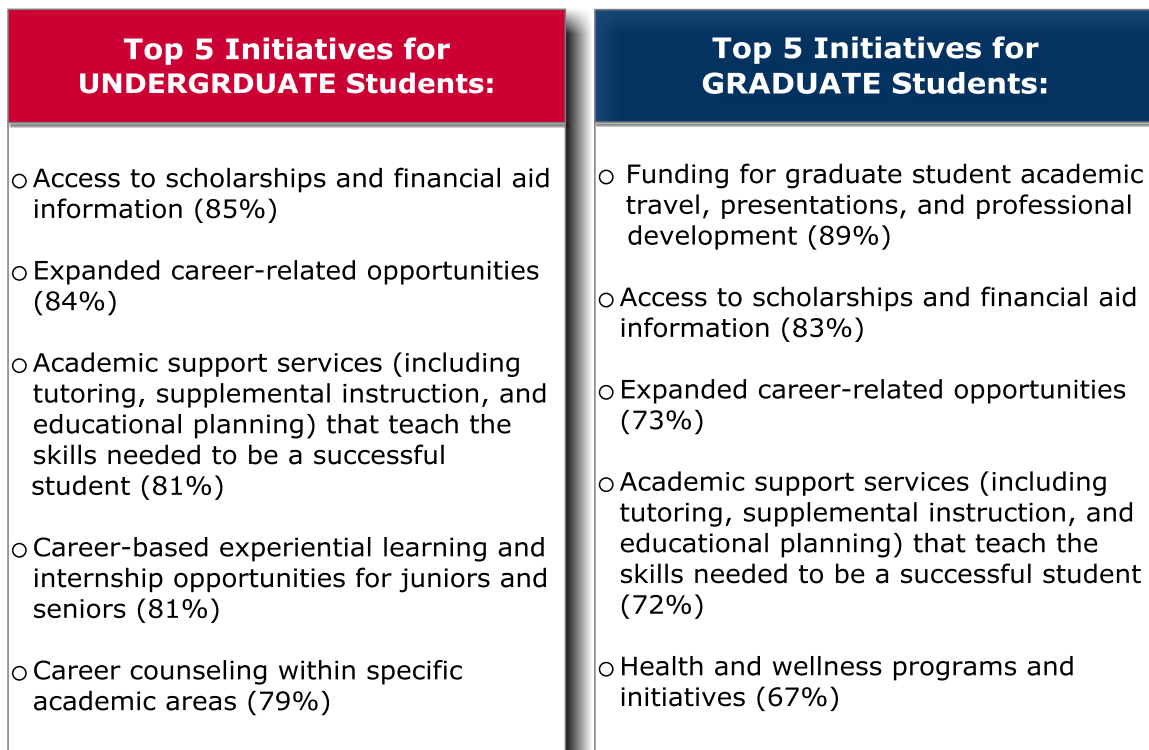 Top 5 Initiatives for
UNDERGRDUATE Students:
○ Access to scholarships and financial aid
information (85%)
○ Expanded career-related opportunities
(84%)
○ Academic support services (including
tutoring, supplemental instruction, and
educational planning) that teach the
skills needed to be a successful
student (81%)
○ Career-based experiential learning and
internship opportunities for juniors and
seniors (81%)
○ Career counseling within specific
academic areas (79%)
Top 5 Initiatives for
GRADUATE Students:
○ Funding for graduate student academic
travel, presentations, and professional
development (89%)
○ Access to scholarships and financial aid
information (83%)
○ Expanded career-related opportunities
(73%)
○ Academic support services (including
tutoring, supplemental instruction, and
educational planning) that teach the
skills needed to be a successful student
(72%)
○ Health and wellness programs and
initiatives (67%)